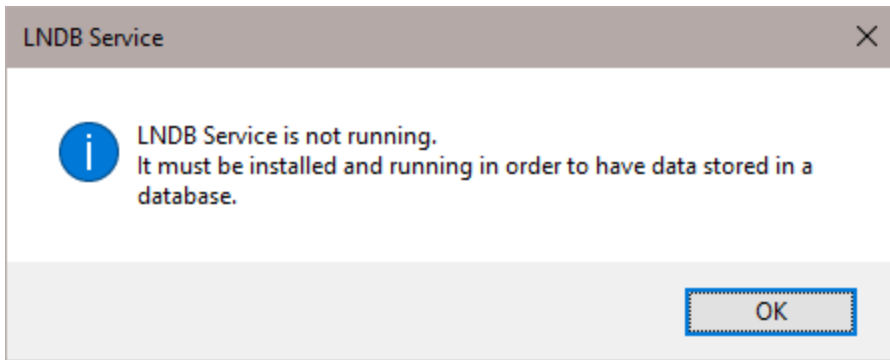 LNDB Service
LNDB Service is not running.
It must be installed and running in order to have data stored in a
database.
OK